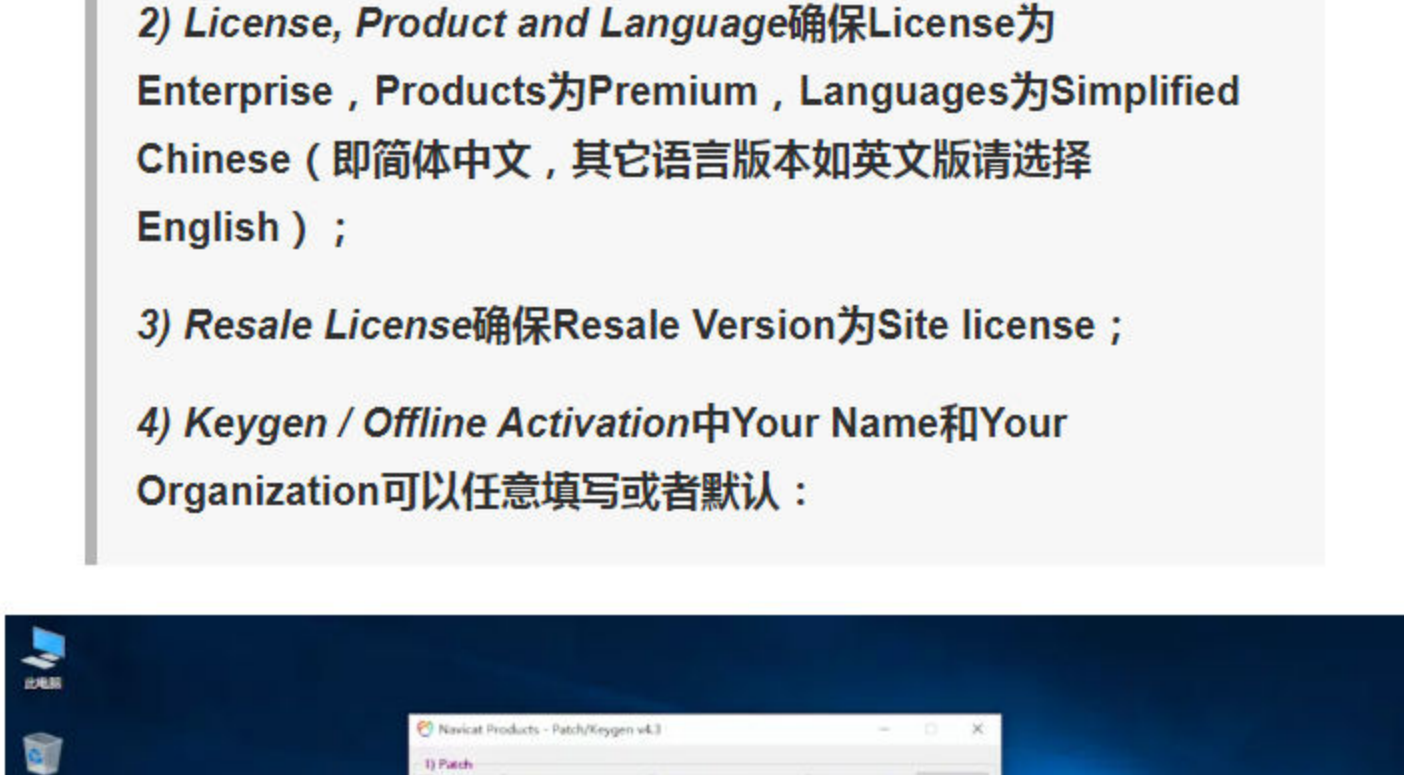 2) License, Product and Language确保License为
Enterprise，Products为Premium，Languages为Simplified
Chinese（即简体中文，其它语言版本如英文版请选择
English）；
3) Resale License确保Resale Version为Site license；
4) Keygen / Offline Activation中Your Name和Your
Organization可以任意填写或者默认：
此电脑
Navicat Products - Patch/Keygen v4.3
1) Patch